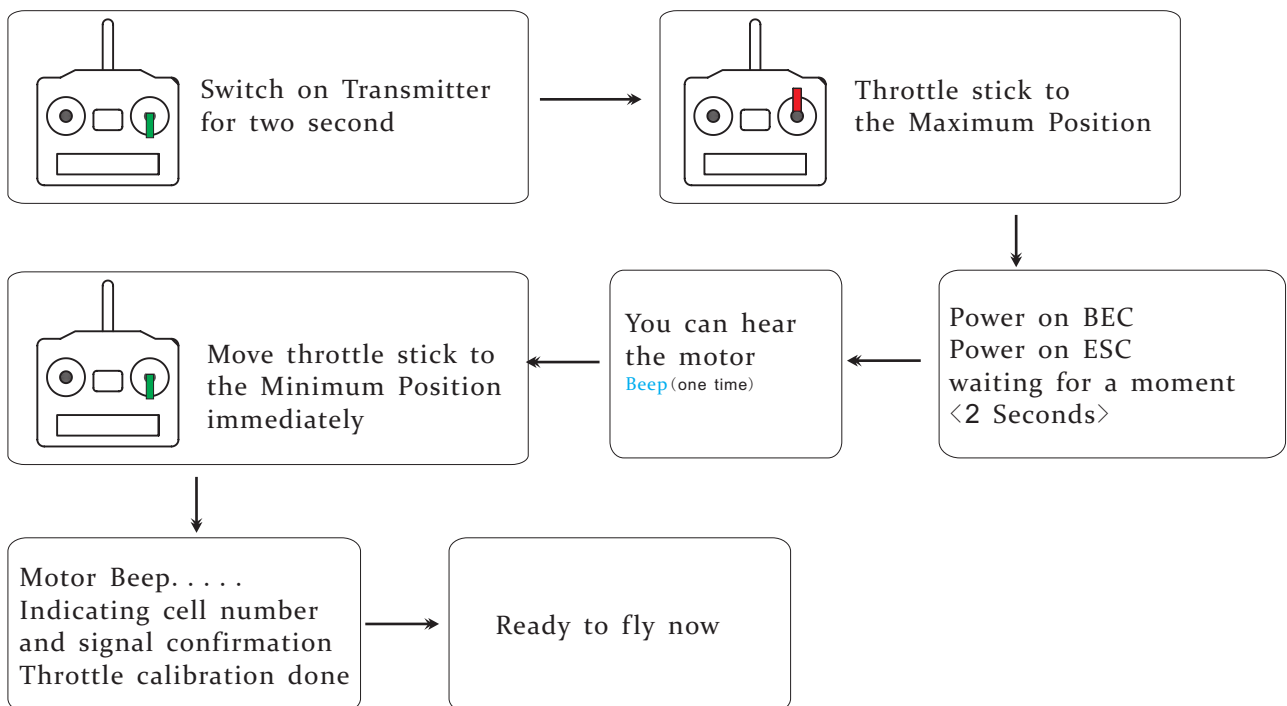 Switch on Transmitter
for two second
Throttle stick to
the Maximum Position
Power on BEC
Power on ESC
waiting for a moment
<2 Seconds>
You can hear
the motor
Beep(one time)
Move throttle stick to
the Minimum Position
immediately
Motor Beep.....
Indicating cell number
and signal confirmation
Throttle calibration done
Ready to fly now